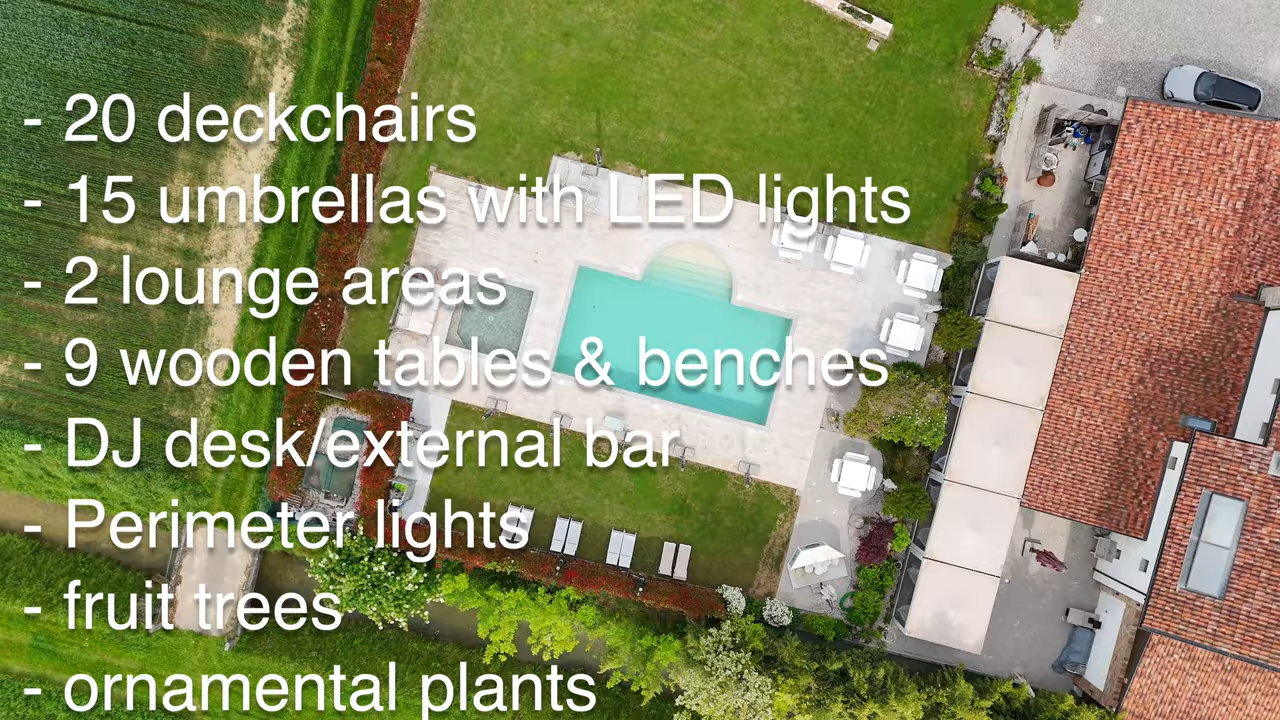 - 20 deckchairs
- 15 umbrellas with LED lights
- 2 lounge areas
- 9 wooden tables & benches
- DJ desk/external bar
- Perimeter lights
- fruit trees
- ornamental plants